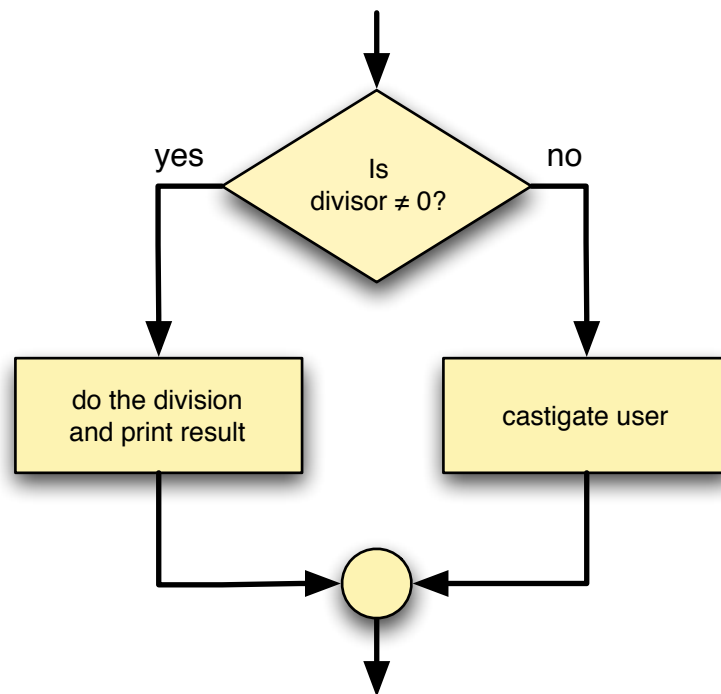 yes
no
Is
divisor ≠ 0?
do the division
and print result
castigate user